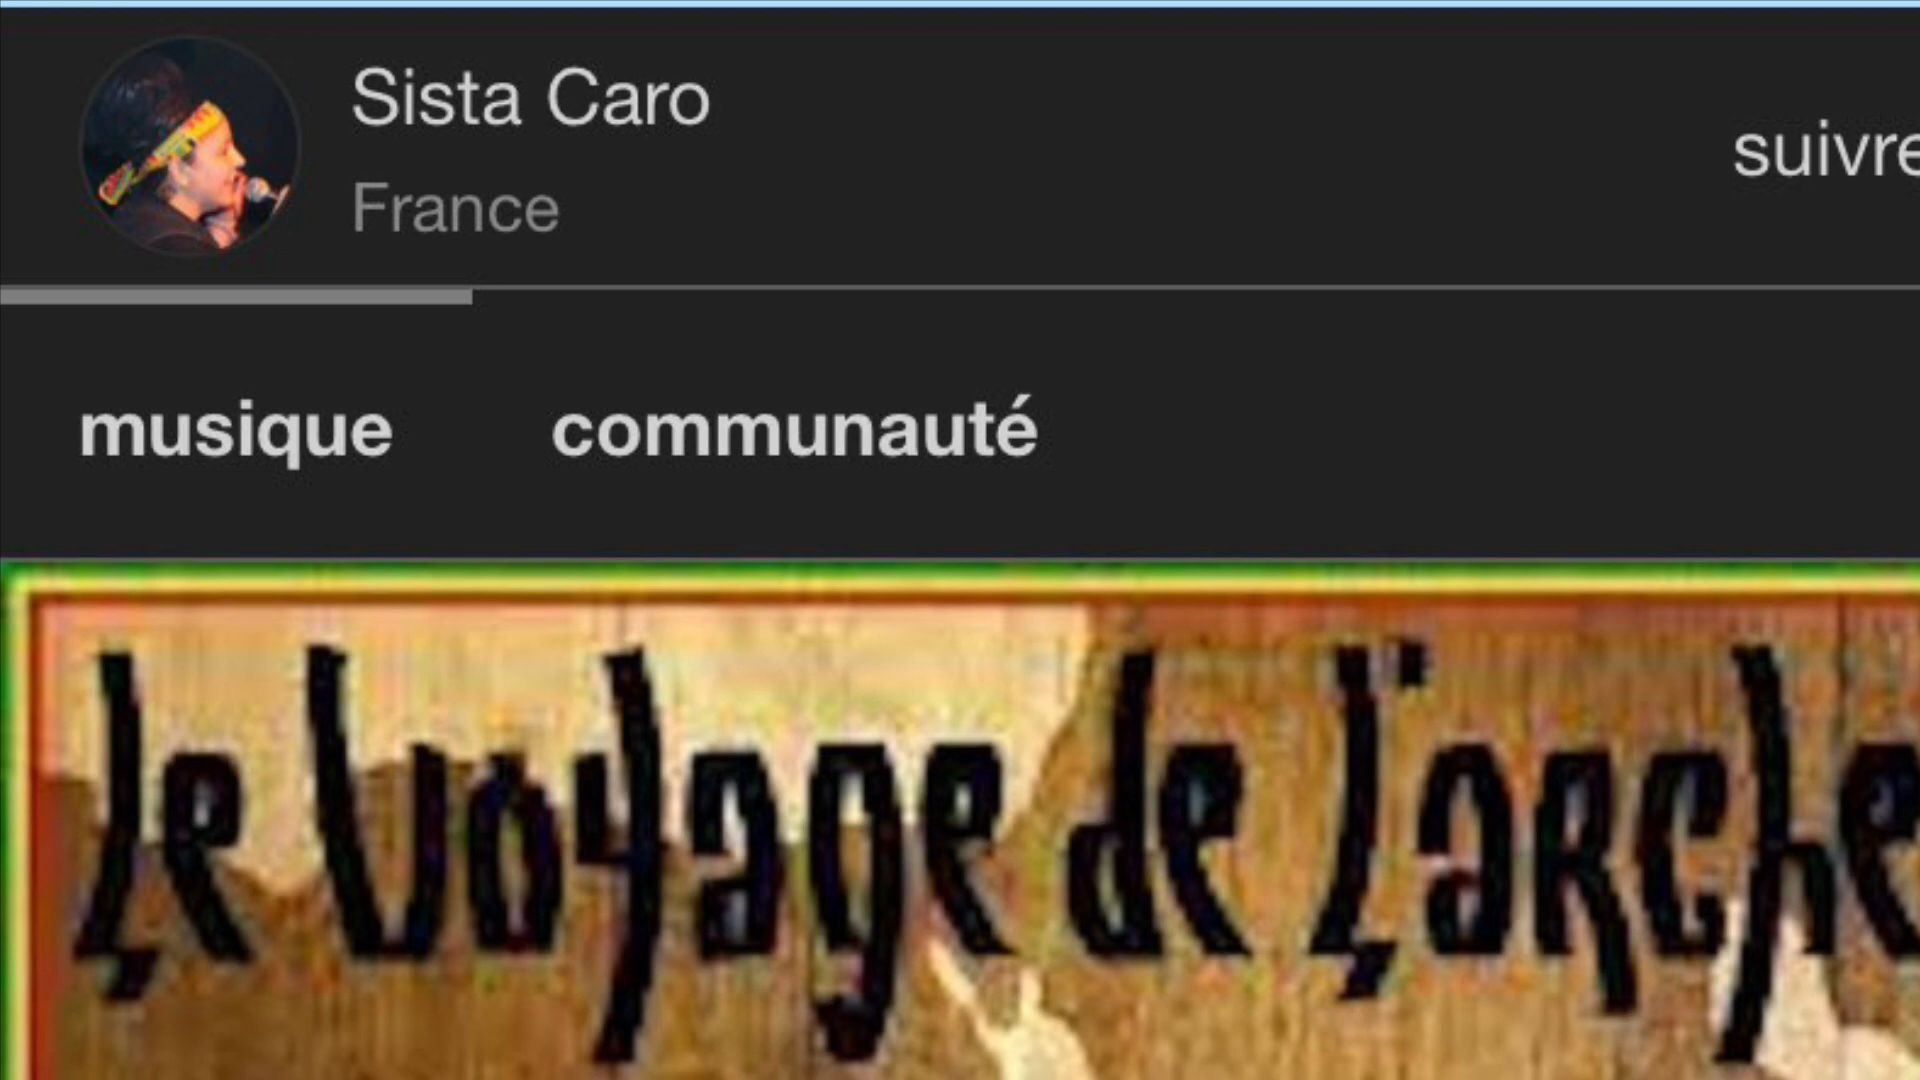 Sista Caro
suivre
France
musique communauté
Le Voyage de L'arche